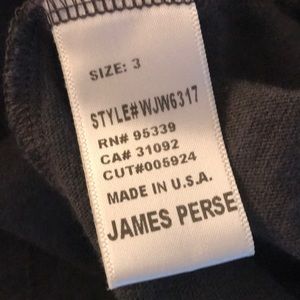 SIZE: 3
STYLE# WJW6317
RN# 95339
CA# 31092
CUT#005924
MADE IN U.S.A.
JAMES PERSE